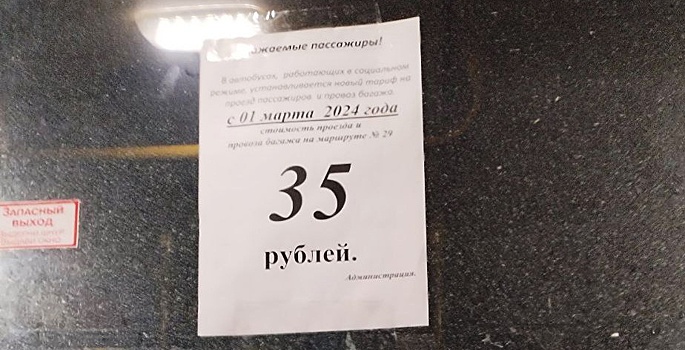 Уважаемые пассажиры!
В автобусах, работающих в социальном
режиме, устанавливается новый тариф на
проезд пассажиров и провоз багажа.
с 01 марта 2024 года
стоимость проезда и
провоза багажа на маршруте № 29
35
рублей.
Администрация.
ЗАПАСНЫЙ
ВЫХОД